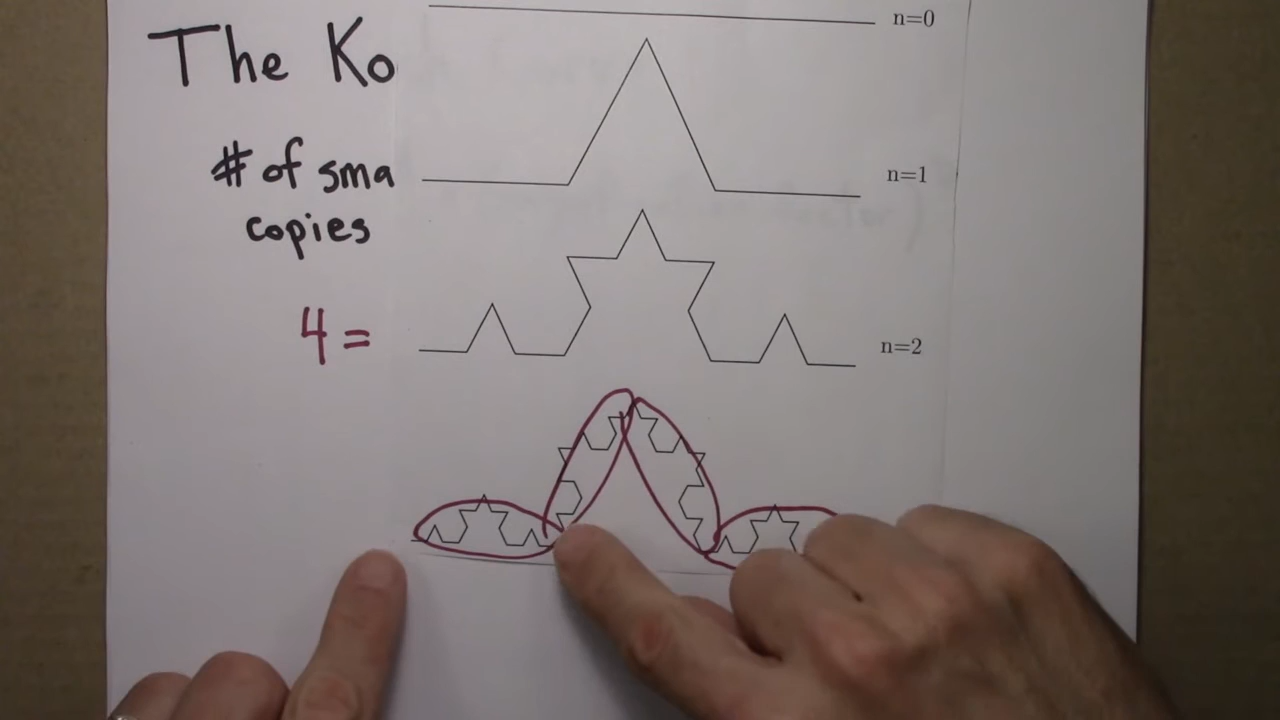 n=0
The Ko
# of sma
n=1
copies
4 =
n=2